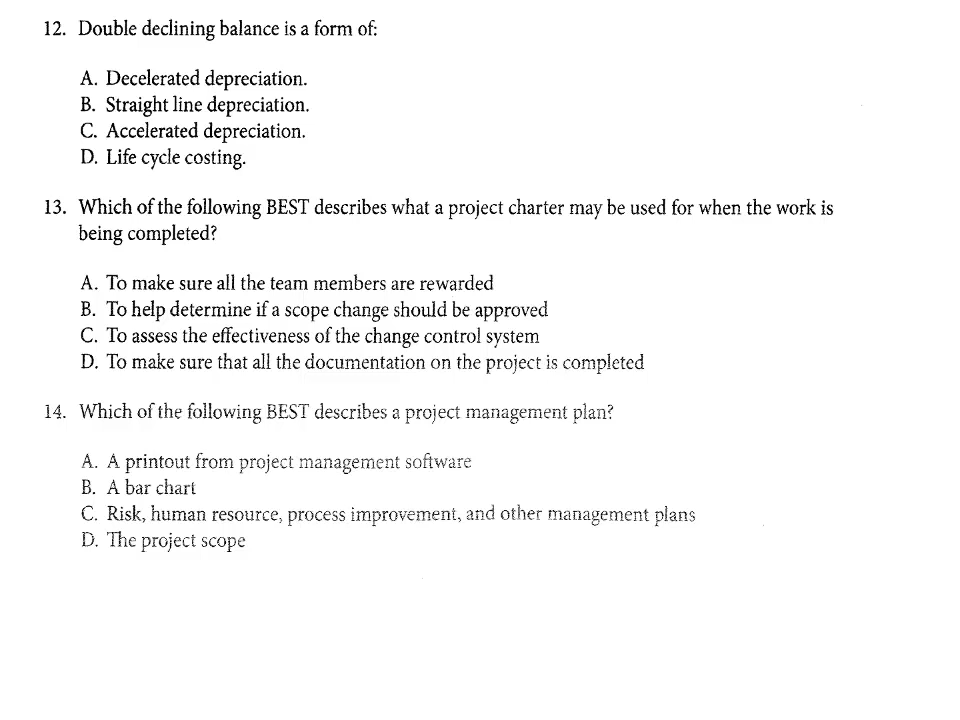 12. Double declining balance is a form of:
A. Decelerated depreciation.
B. Straight line depreciation.
C. Accelerated depreciation.
D. Life cycle costing.
13. Which of the following BEST describes what a project charter may be used for when the work is
being completed?
A. To make sure all the team members are rewarded
B. To help determine if a scope change should be approved
C. To assess the effectiveness of the change control system
D. To make sure that all the documentation on the project is completed
14. Which of the following BEST describes a project management plan?
A. A printout from project management software
B. A bar chart
C. Risk, human resource, process improvement, and other management plans
D. The project scope